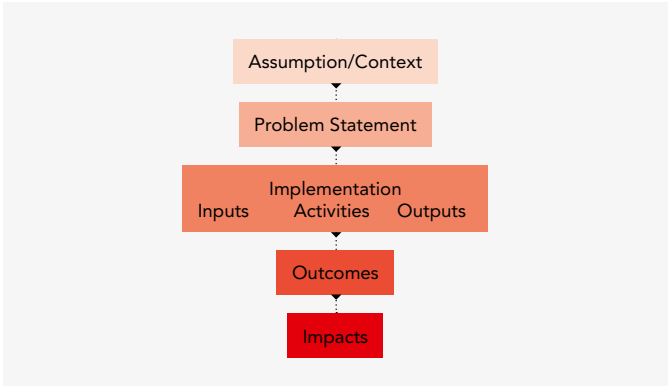 Assumption/Context
Problem Statement
Implementation
Inputs Activities Outputs
Outcomes
Impacts